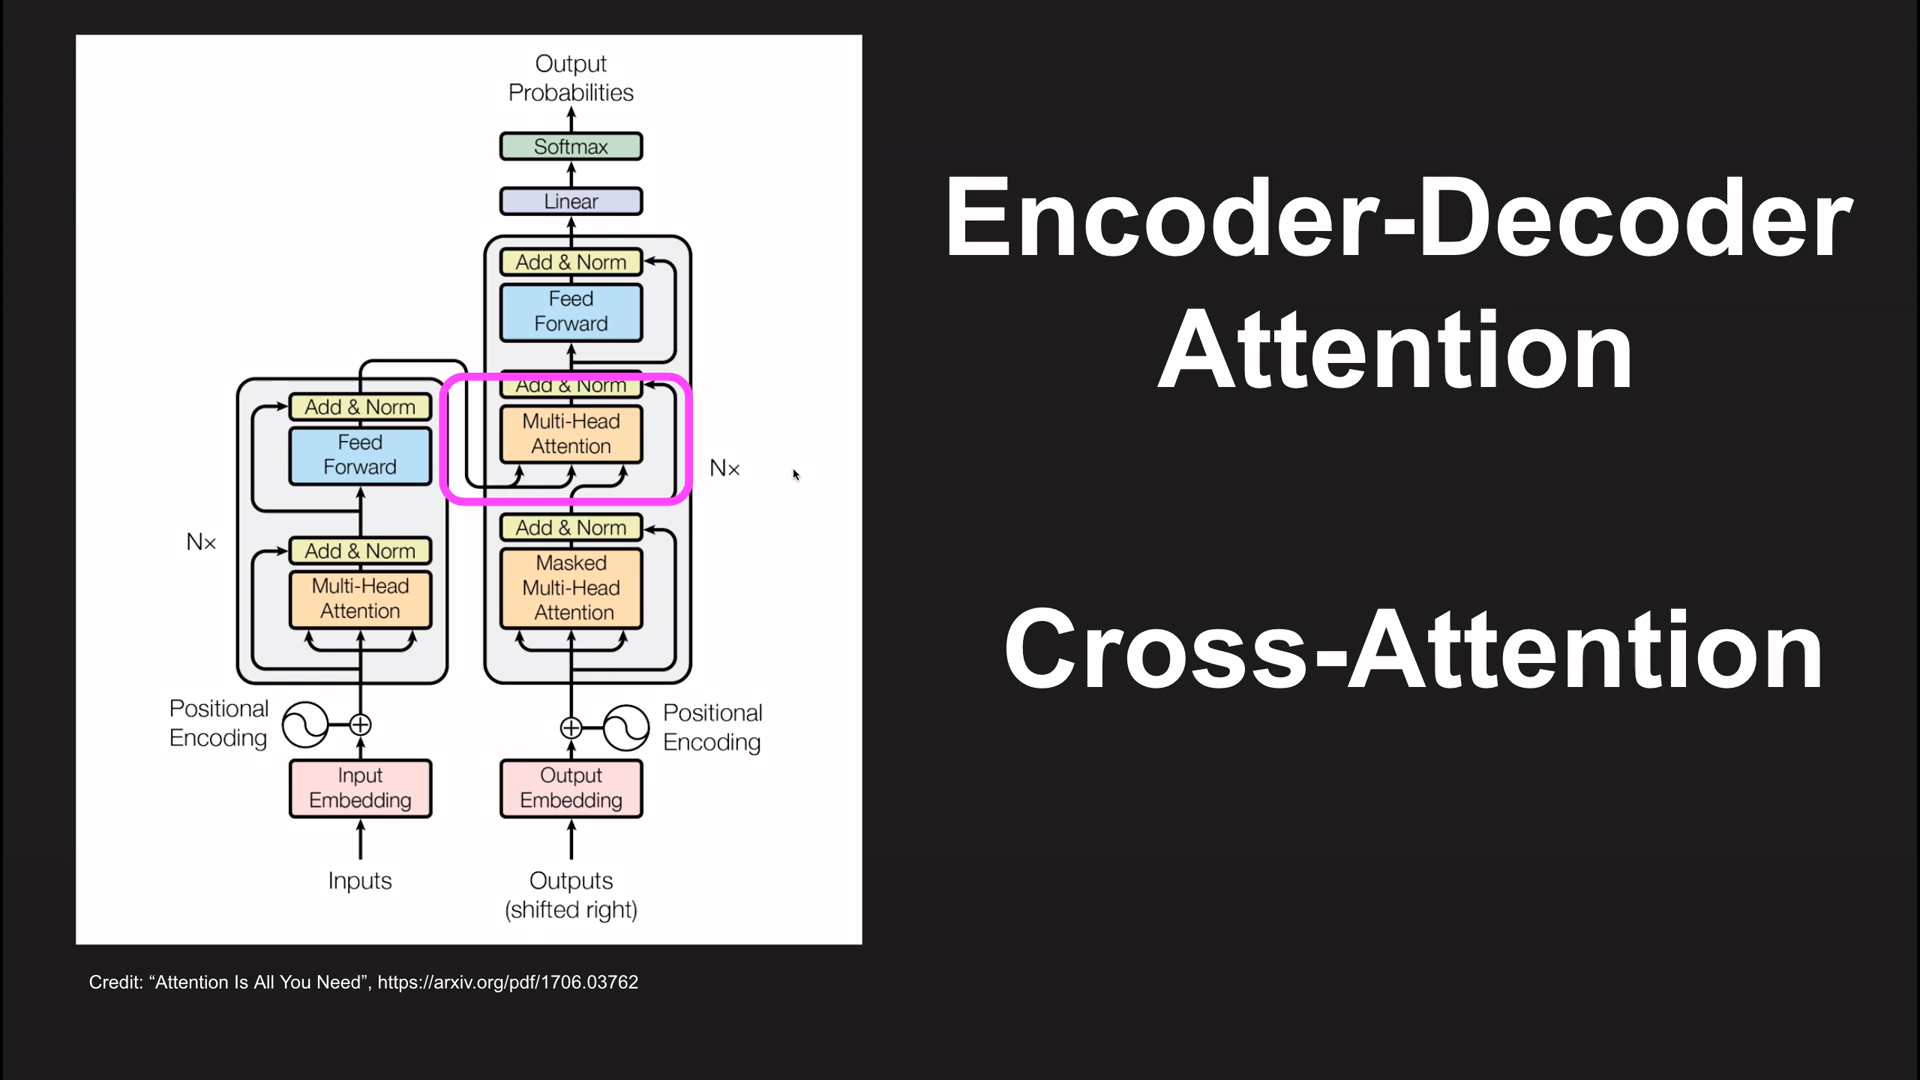 Output
Probabilities
Softmax
Linear
Add & Norm
Feed
Forward
Add & Norm
Multi-Head
Attention
Nx
Add & Norm
Masked
Multi-Head
Attention
Add & Norm
Feed
Forward
Nx
Add & Norm
Multi-Head
Attention
Positional
Encoding
Positional
Encoding
Input
Embedding
Output
Embedding
Inputs
Outputs
(shifted right)
Credit: “Attention Is All You Need”, https://arxiv.org/pdf/1706.03762
Encoder-Decoder
Attention
Cross-Attention